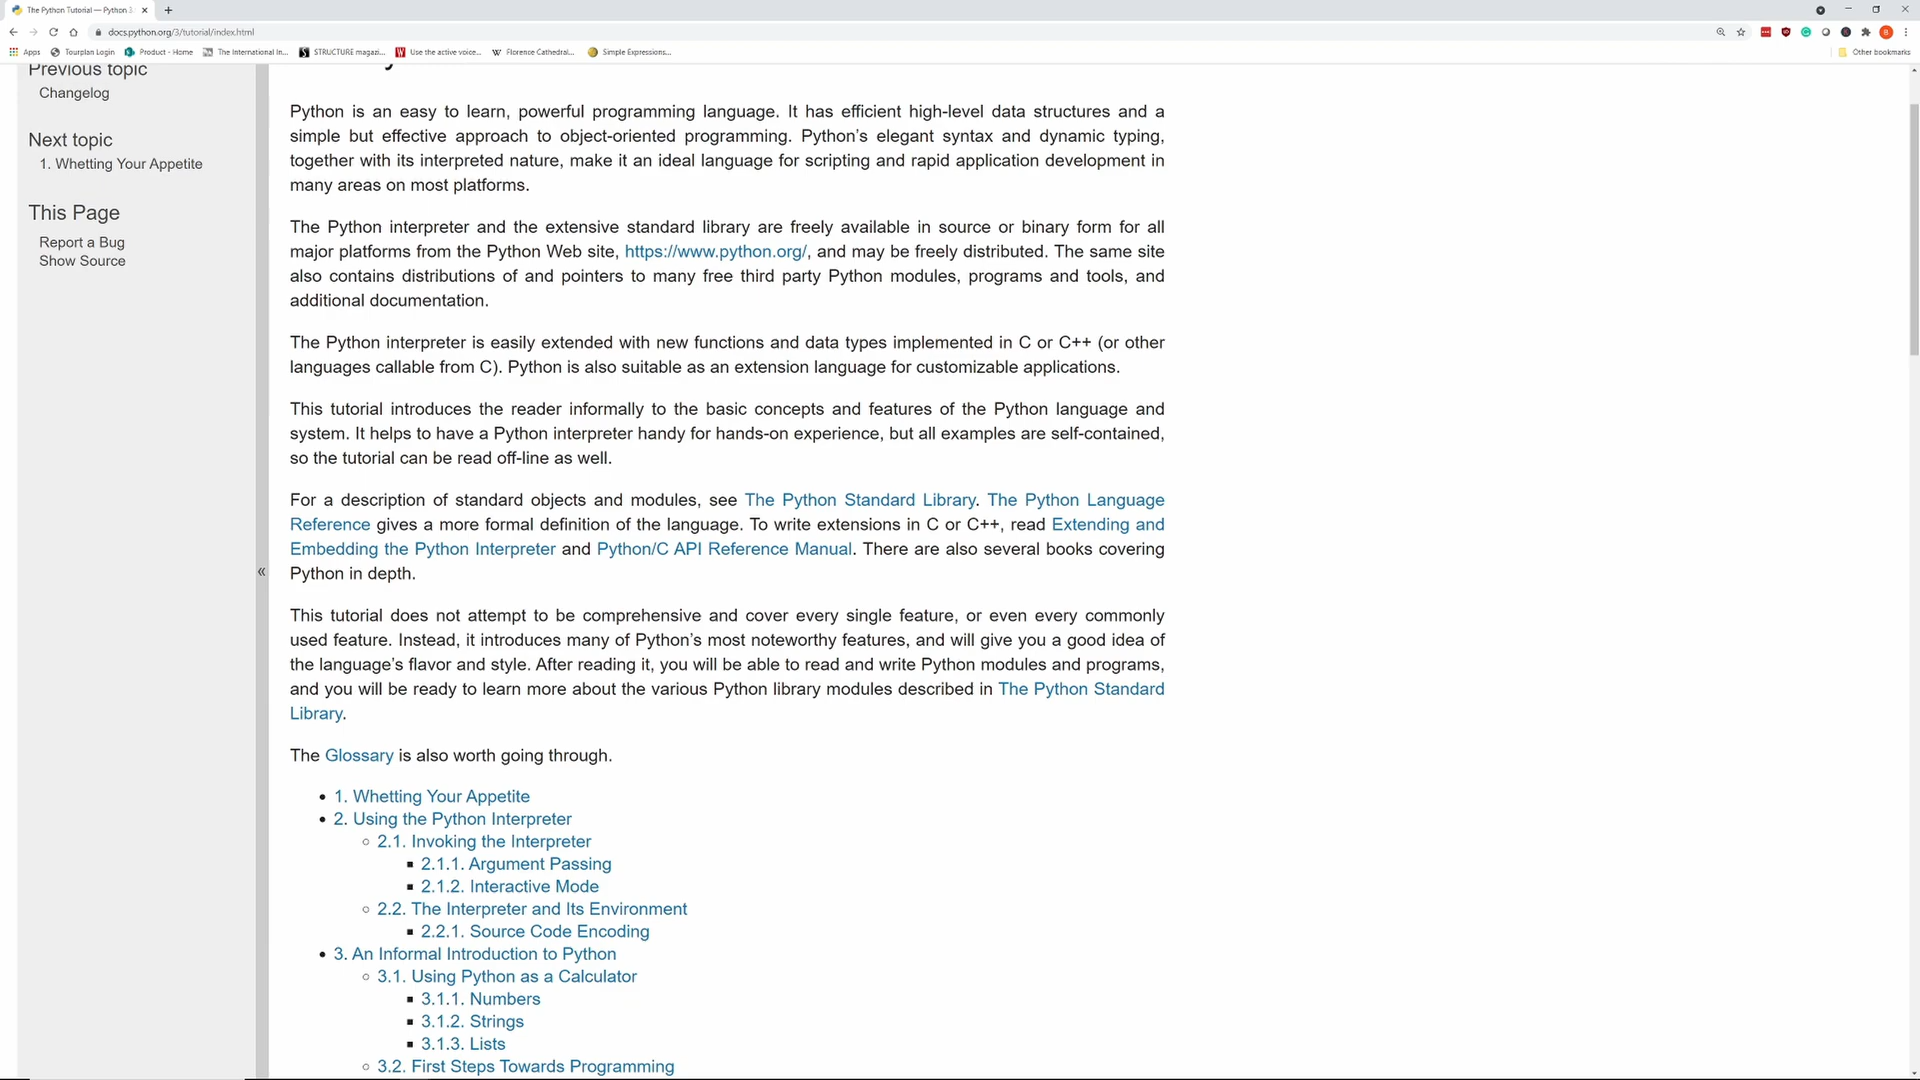 The Python Tutorial — Python 3.
docs.python.org/3/tutorial/index.html
Apps
Tourplan Login
Product - Home
The International In...
STRUCTURE magazi...
Use the active voice...
Florence Cathedral...
Simple Expressions...
Other bookmarks
Previous topic
Changelog
Next topic
1. Whetting Your Appetite
This Page
Report a Bug
Show Source
«
Python is an easy to learn, powerful programming language. It has efficient high-level data structures and a
simple but effective approach to object-oriented programming. Python’s elegant syntax and dynamic typing,
together with its interpreted nature, make it an ideal language for scripting and rapid application development in
many areas on most platforms.
The Python interpreter and the extensive standard library are freely available in source or binary form for all
major platforms from the Python Web site, https://www.python.org/, and may be freely distributed. The same site
also contains distributions of and pointers to many free third party Python modules, programs and tools, and
additional documentation.
The Python interpreter is easily extended with new functions and data types implemented in C or C++ (or other
languages callable from C). Python is also suitable as an extension language for customizable applications.
This tutorial introduces the reader informally to the basic concepts and features of the Python language and
system. It helps to have a Python interpreter handy for hands-on experience, but all examples are self-contained,
so the tutorial can be read off-line as well.
For a description of standard objects and modules, see The Python Standard Library. The Python Language
Reference gives a more formal definition of the language. To write extensions in C or C++, read Extending and
Embedding the Python Interpreter and Python/C API Reference Manual. There are also several books covering
Python in depth.
This tutorial does not attempt to be comprehensive and cover every single feature, or even every commonly
used feature. Instead, it introduces many of Python’s most noteworthy features, and will give you a good idea of
the language’s flavor and style. After reading it, you will be able to read and write Python modules and programs,
and you will be ready to learn more about the various Python library modules described in The Python Standard
Library.
The Glossary is also worth going through.
1. Whetting Your Appetite
2. Using the Python Interpreter
2.1. Invoking the Interpreter
2.1.1. Argument Passing
2.1.2. Interactive Mode
2.2. The Interpreter and Its Environment
2.2.1. Source Code Encoding
3. An Informal Introduction to Python
3.1. Using Python as a Calculator
3.1.1. Numbers
3.1.2. Strings
3.1.3. Lists
3.2. First Steps Towards Programming